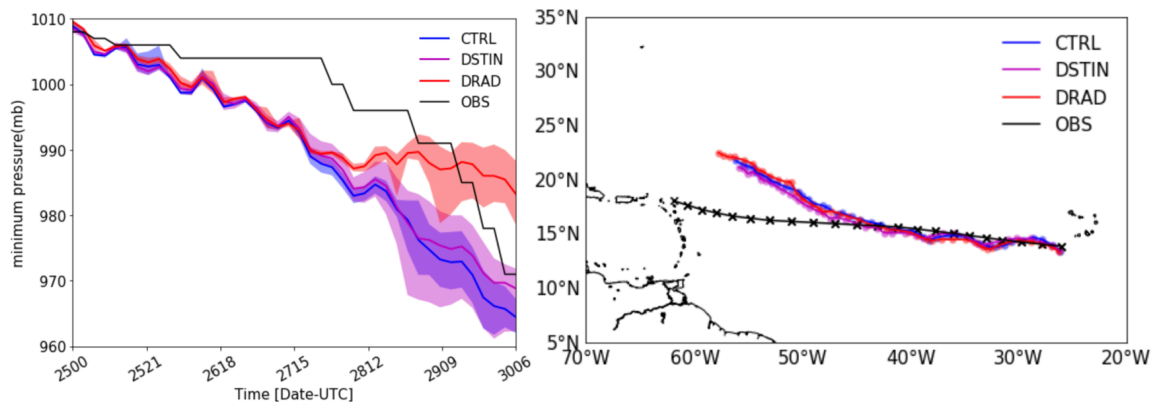 1010
1000
990
980
970
960
minimum pressure(mb)
CTRL
DSTIN
DRAD
OBS
2500
2521
2618
2715
2812
2909
3006
Time [Date-UTC]
35°N
30°N
25°N
20°N
15°N
10°N
5°N
CTRL
DSTIN
DRAD
OBS
70°W
60°W
50°W
40°W
30°W
20°W